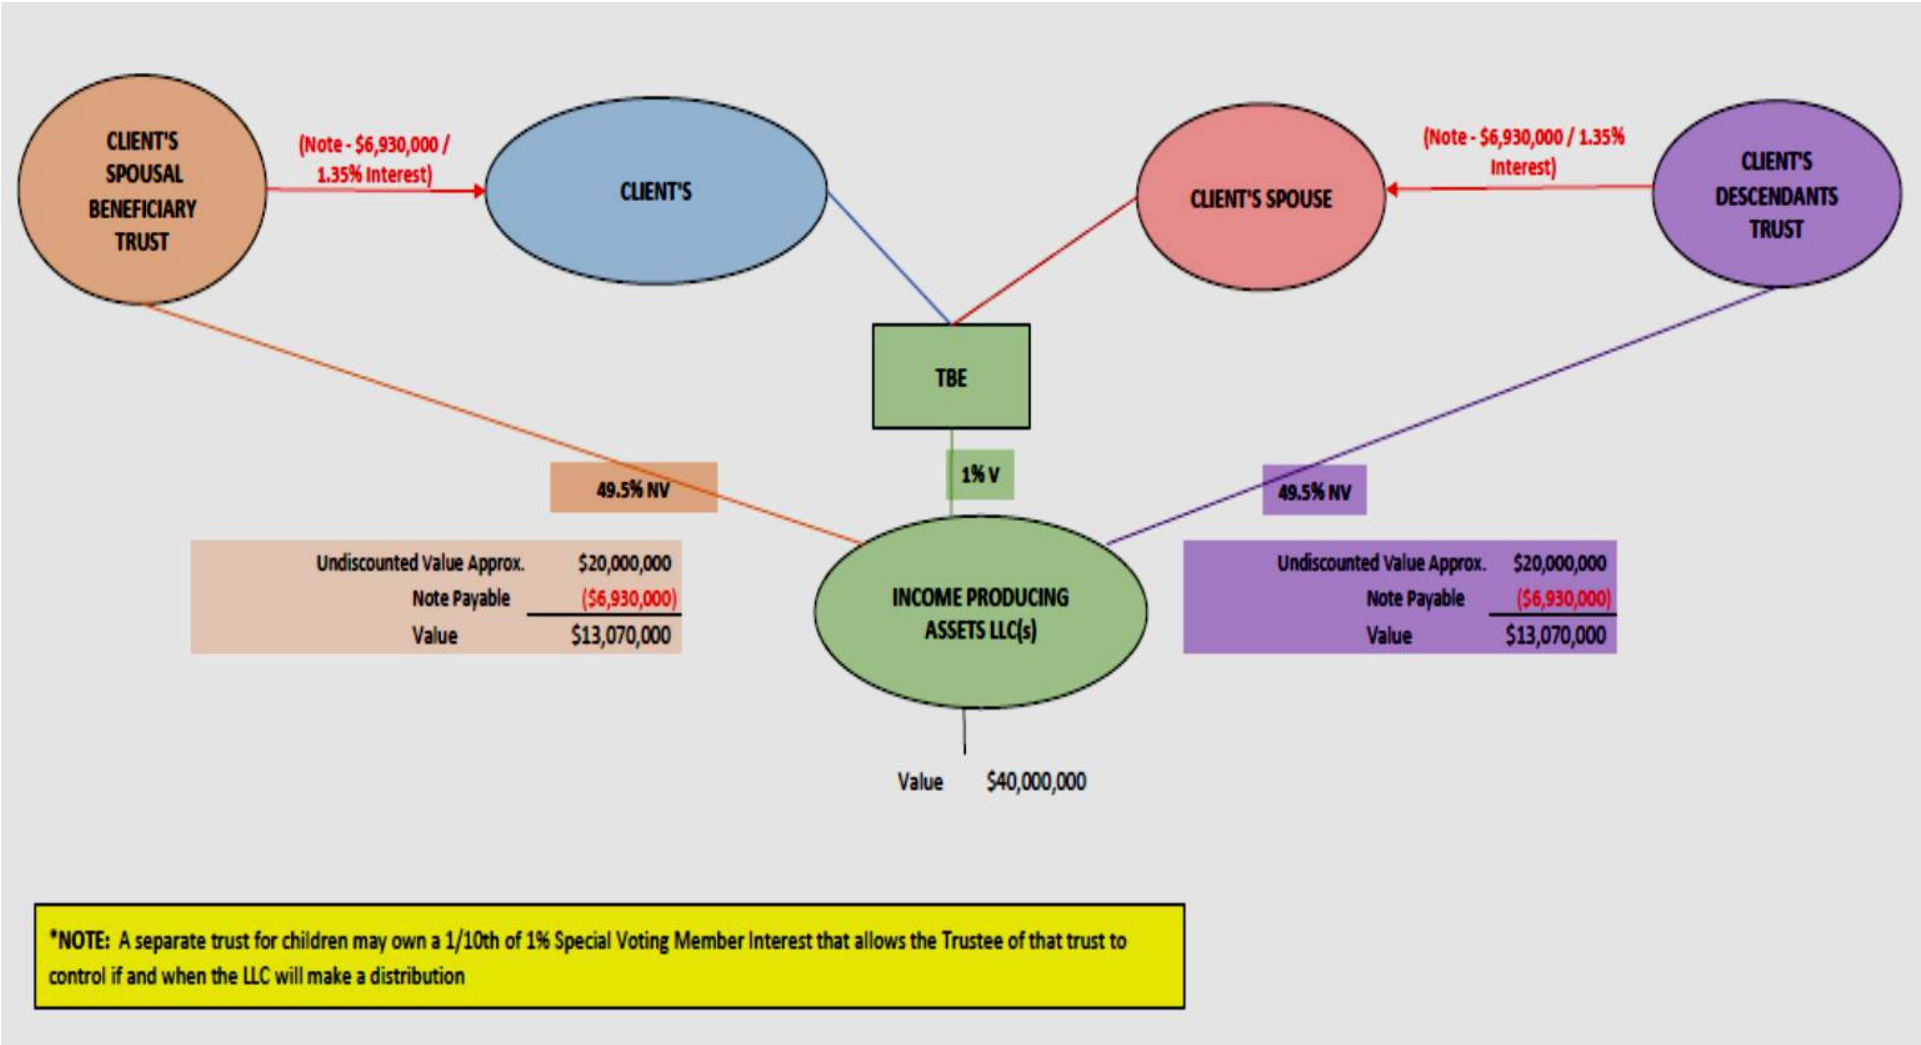 CLIENT'S
SPOUSAL
BENEFICIARY
TRUST
(Note - $6,930,000 /
1.35% Interest)
CLIENT'S
CLIENT'S SPOUSE
(Note - $6,930,000 / 1.35%
Interest)
CLIENT'S
DESCENDANTS
TRUST
TBE
49.5% NV
1% V
49.5% NV
Undiscounted Value Approx. $20,000,000
Note Payable ($6,930,000)
Value $13,070,000
INCOME PRODUCING
ASSETS LLC(s)
Undiscounted Value Approx. $20,000,000
Note Payable ($6,930,000)
Value $13,070,000
Value $40,000,000
*NOTE: A separate trust for children may own a 1/10th of 1% Special Voting Member Interest that allows the Trustee of that trust to
control if and when the LLC will make a distribution